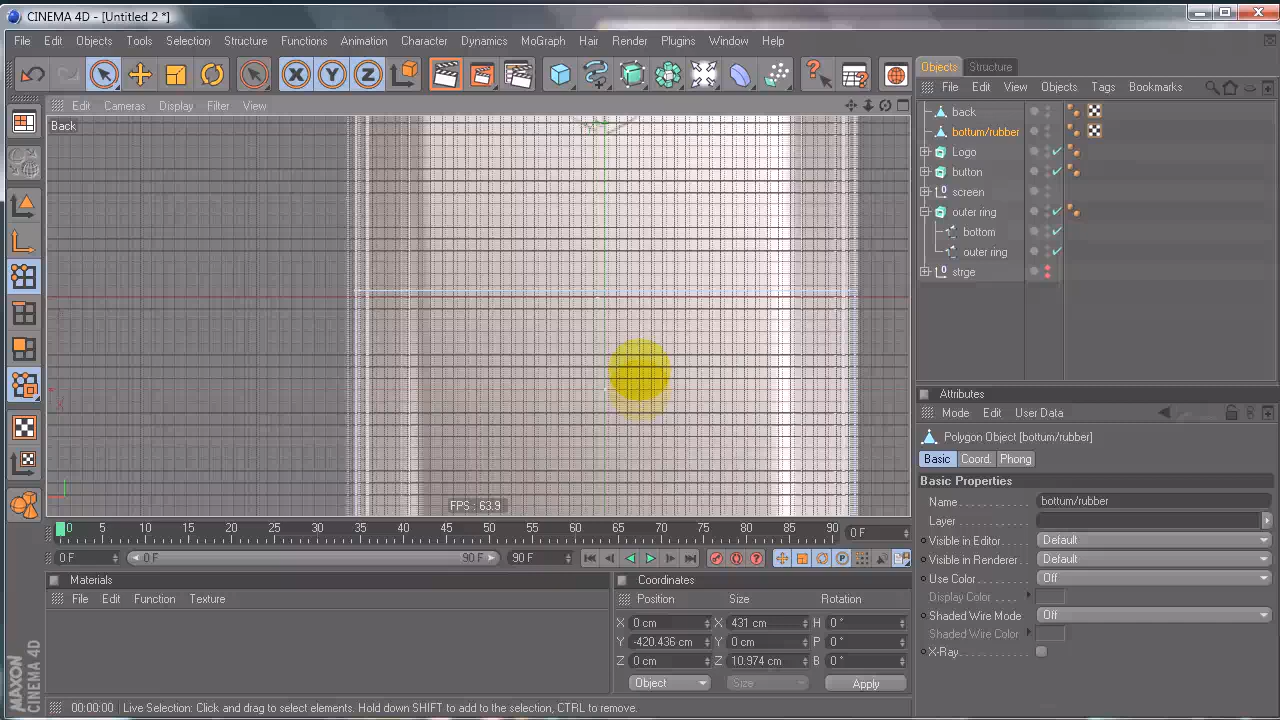 CINEMA 4D - [Untitled 2 *]
File Edit Objects Tools Selection Structure Functions Animation Character Dynamics MoGraph Hair Render Plugins Window Help
X Y Z
Objects Structure
File Edit View Objects Tags Bookmarks
Edit Cameras Display Filter View
Back
back
bottum/rubber
Logo
button
screen
outer ring
bottom
outer ring
strge
FPS : 63.9
Attributes
Mode Edit User Data
Polygon Object [bottum/rubber]
Basic Coord. Phong
Basic Properties
Name bottum/rubber
Layer
Visible in Editor Default
Visible in Renderer Default
Use Color Off
Display Color
Shaded Wire Mode Off
Shaded Wire Color
X-Ray
0 5 10 15 20 25 30 35 40 45 50 55 60 65 70 75 80 85 90 0 F
0 F 0 F 90 F 90 F
Materials
File Edit Function Texture
Coordinates
Position Size Rotation
X 0 cm X 431 cm H 0 °
Y -420.436 cm Y 0 cm P 0 °
Z 0 cm Z 10.974 cm B 0 °
Object Size Apply
MAXON CINEMA 4D
00:00:00 Live Selection: Click and drag to select elements. Hold down SHIFT to add to the selection, CTRL to remove.